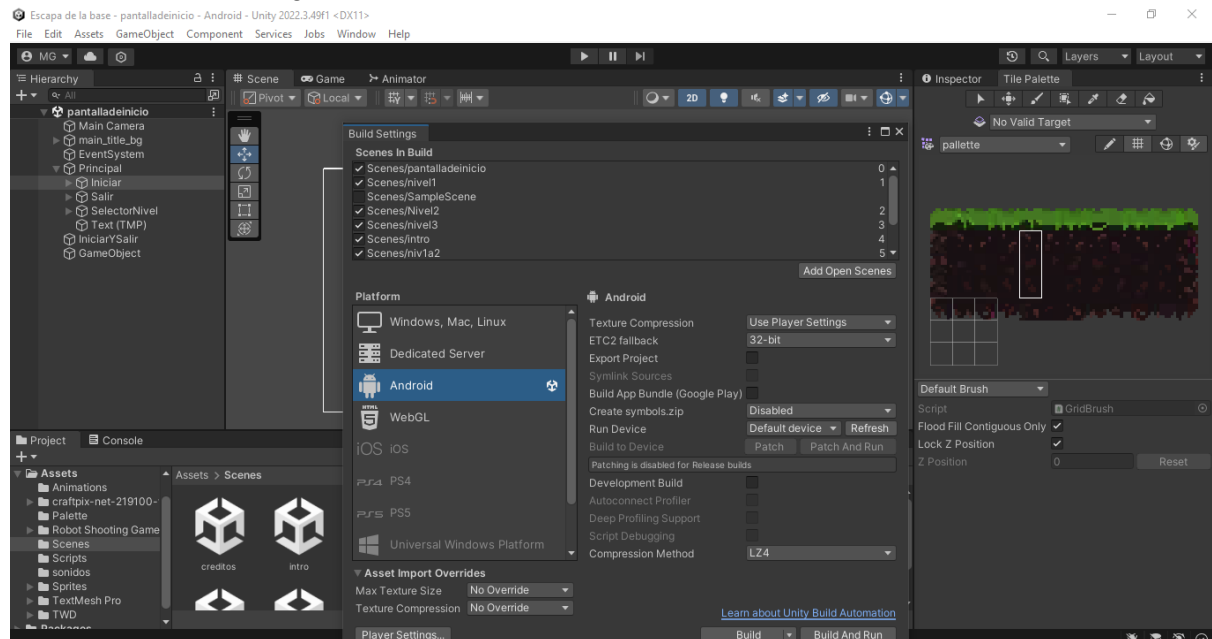 Escapa de la base - pantalladeinicio - Android - Unity 2022.3.49f1 <DX11>
File Edit Assets GameObject Component Services Jobs Window Help
MG
Layers Layout
Hierarchy
All
pantalladeinicio
Main Camera
main_title_bg
EventSystem
Principal
Iniciar
Salir
SelectorNivel
Text (TMP)
IniciarYSalir
GameObject
Scene Game Animator
Pivot Local 2D
Build Settings
Scenes In Build
Scenes/pantalladeinicio 0
Scenes/nivel1 1
Scenes/SampleScene
Scenes/Nivel2 2
Scenes/nivel3 3
Scenes/intro 4
Scenes/niv1a2 5
Add Open Scenes
Platform
Windows, Mac, Linux
Dedicated Server
Android
HTML 5 WebGL
iOS iOS
PS4 PS4
PS5 PS5
Universal Windows Platform
Android
Texture Compression Use Player Settings
ETC2 fallback 32-bit
Export Project
Symlink Sources
Build App Bundle (Google Play)
Create symbols.zip Disabled
Run Device Default device Refresh
Build to Device Patch Patch And Run
Patching is disabled for Release builds
Development Build
Autoconnect Profiler
Deep Profiling Support
Script Debugging
Compression Method LZ4
Asset Import Overrides
Max Texture Size No Override
Texture Compression No Override
Learn about Unity Build Automation
Player Settings...
Build Build And Run
Inspector Tile Palette
No Valid Target
pallette
Default Brush
Script GridBrush
Flood Fill Contiguous Only
Lock Z Position
Z Position 0 Reset
Project Console
Assets
Animations
craftpix-net-219100-
Palette
Robot Shooting Game
Scenes
Scripts
sonidos
Sprites
TextMesh Pro
TWD
Packages
Assets > Scenes
creditos intro